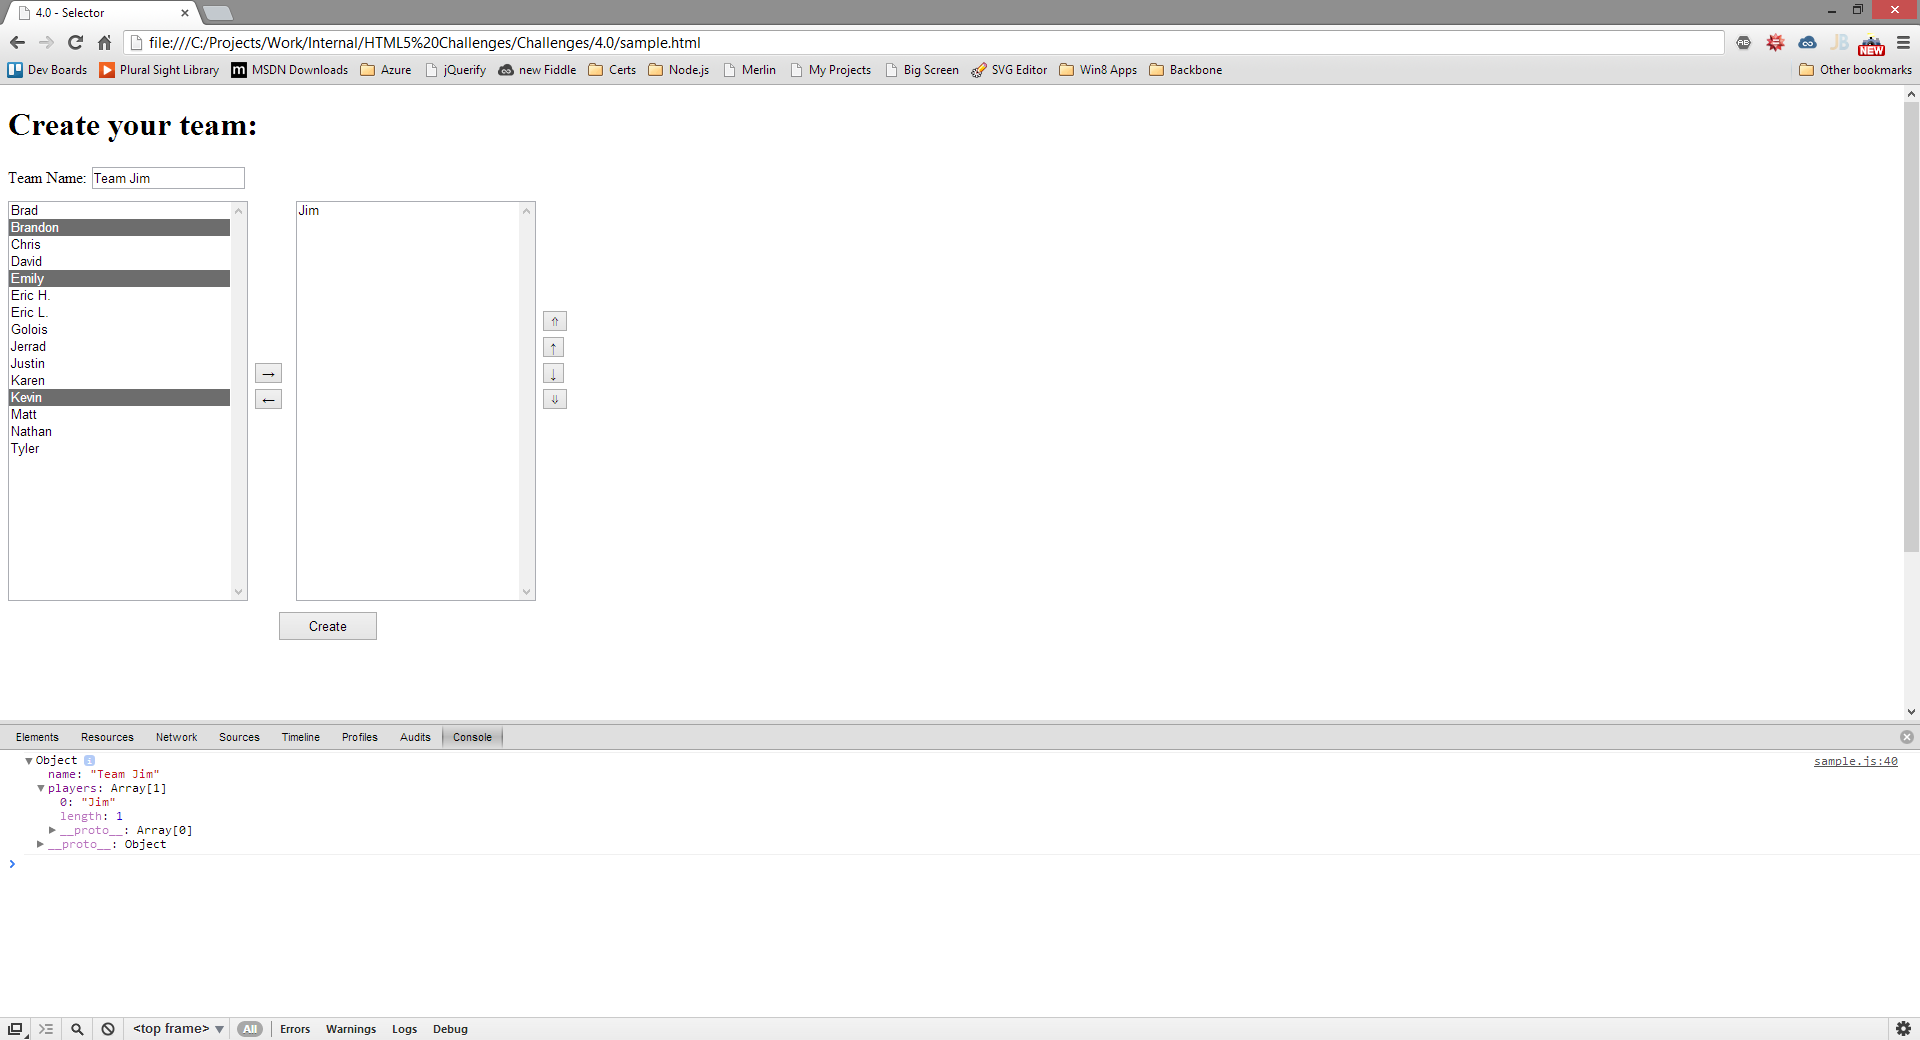 4.0 - Selector
file:///C:/Projects/Work/Internal/HTML5%20Challenges/Challenges/4.0/sample.html
AB
JB
NEW
Dev Boards
Plural Sight Library
m MSDN Downloads
Azure
jQuerify
new Fiddle
Certs
Node.js
Merlin
My Projects
Big Screen
SVG Editor
Win8 Apps
Backbone
Other bookmarks
Create your team:
Team Name: Team Jim
Brad
Brandon
Chris
David
Emily
Eric H.
Eric L.
Golois
Jerrad
Justin
Karen
Kevin
Matt
Nathan
Tyler
→
←
Jim
⇑
↑
↓
⇓
Create
Elements Resources Network Sources Timeline Profiles Audits Console
▼Object i sample.js:40
name: "Team Jim"
▼players: Array[1]
0: "Jim"
length: 1
▶__proto__: Array[0]
▶__proto__: Object
<top frame> ▼ All Errors Warnings Logs Debug